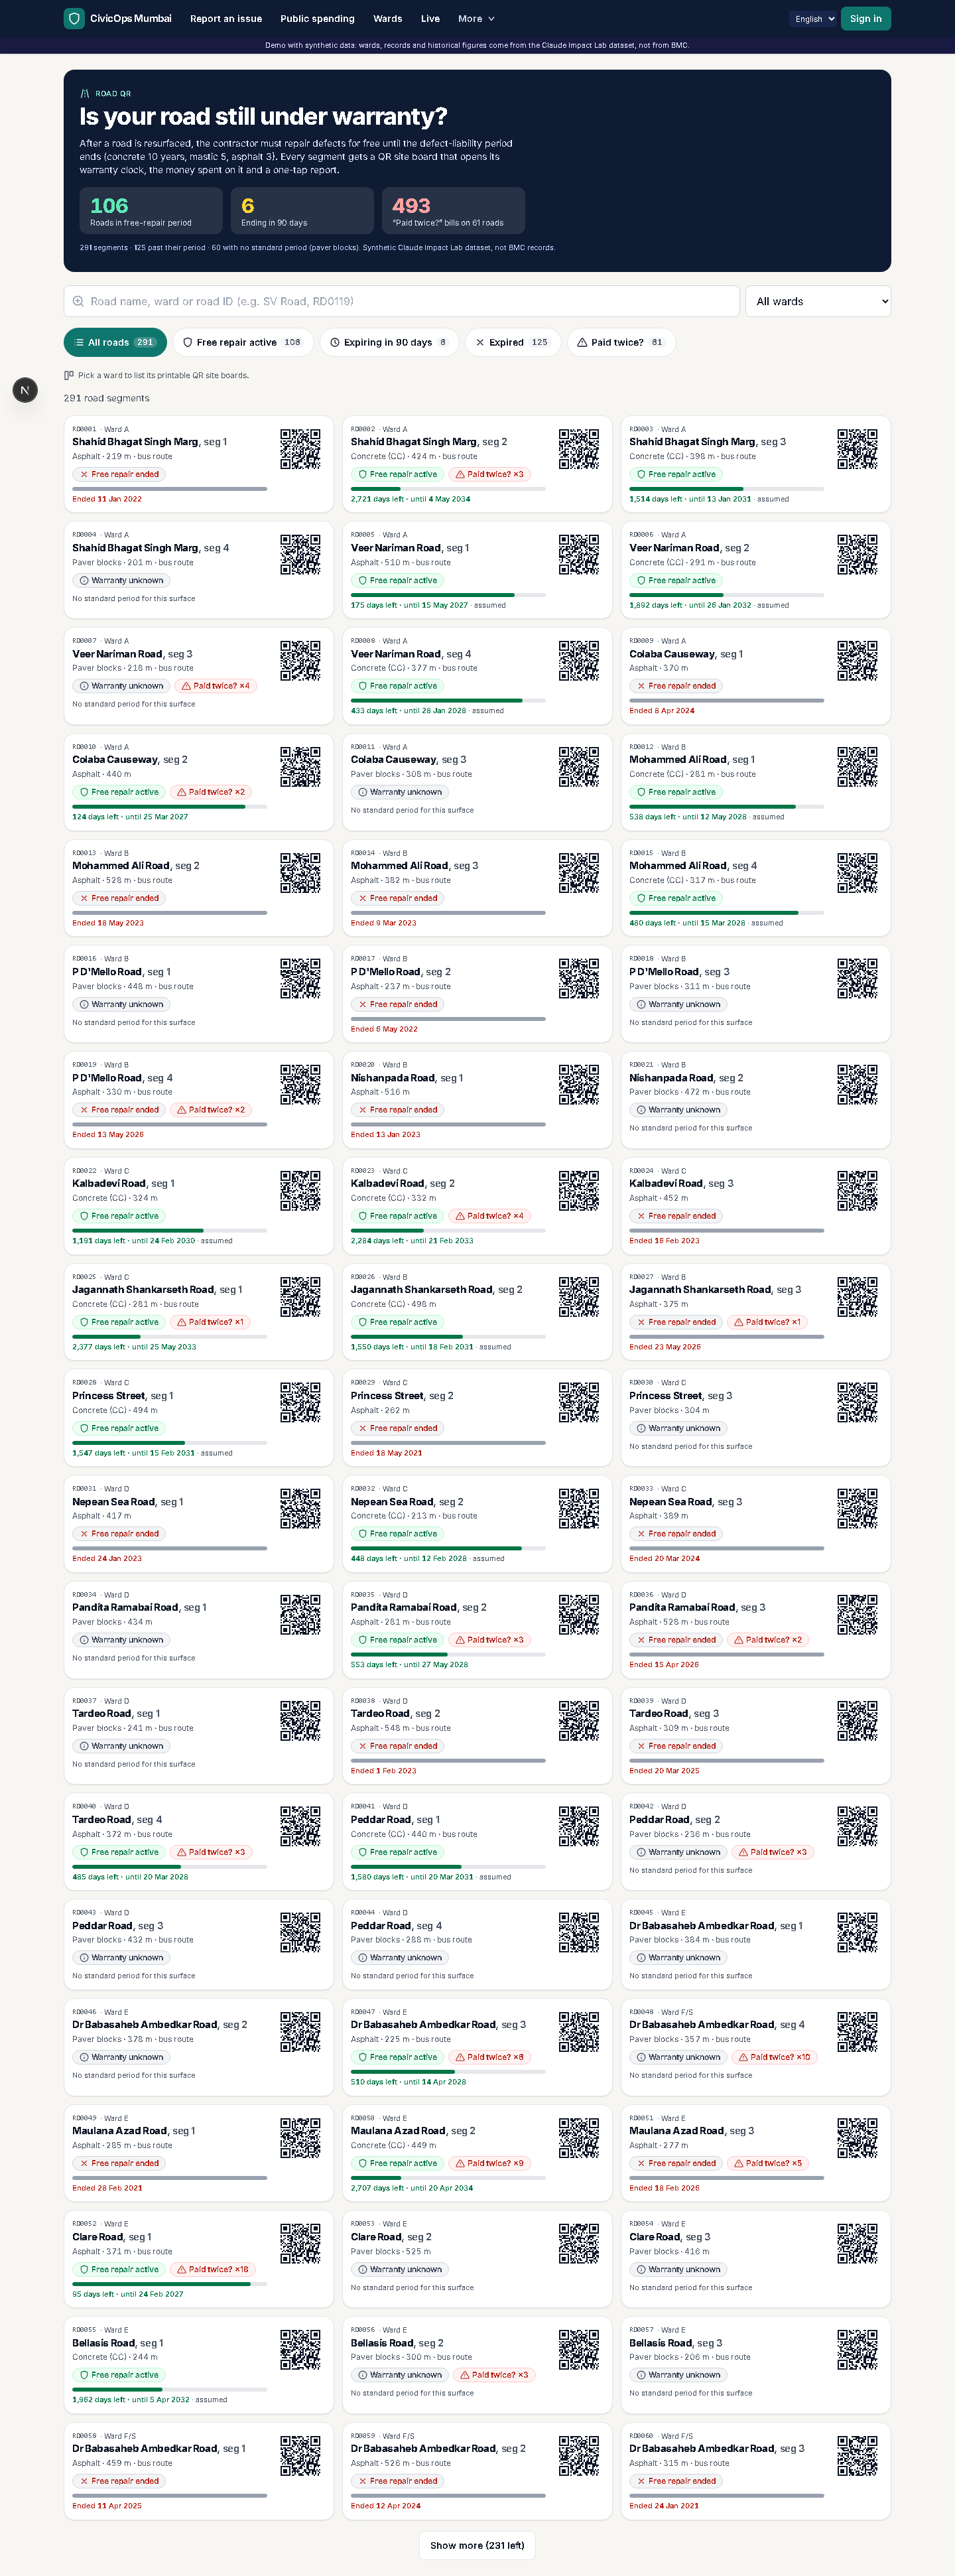 CivicOps Mumbai
Report an issue
Public spending
Wards
Live
More
English
Sign in
Demo with synthetic data: wards, records and historical figures come from the Claude Impact Lab dataset, not from BMC.
ROAD QR
Is your road still under warranty?
After a road is resurfaced, the contractor must repair defects for free until the defect-liability period
ends (concrete 10 years, mastic 5, asphalt 3). Every segment gets a QR site board that opens its
warranty clock, the money spent on it and a one-tap report.
106
Roads in free-repair period
6
Ending in 90 days
493
"Paid twice?" bills on 61 roads
291 segments · 125 past their period · 60 with no standard period (paver blocks). Synthetic Claude Impact Lab dataset, not BMC records.
Road name, ward or road ID (e.g. SV Road, RD0119)
All wards
All roads 291
Free repair active 106
Expiring in 90 days 6
Expired 125
Paid twice? 61
Pick a ward to list its printable QR site boards.
291 road segments
N
RD0001 · Ward A
Shahid Bhagat Singh Marg, seg 1
Asphalt · 219 m · bus route
Free repair ended
Ended 11 Jan 2022
RD0002 · Ward A
Shahid Bhagat Singh Marg, seg 2
Concrete (CC) · 424 m · bus route
Free repair active
Paid twice? ×3
2,721 days left · until 4 May 2034
RD0003 · Ward A
Shahid Bhagat Singh Marg, seg 3
Concrete (CC) · 398 m · bus route
Free repair active
1,514 days left · until 13 Jan 2031 · assumed
RD0004 · Ward A
Shahid Bhagat Singh Marg, seg 4
Paver blocks · 201 m · bus route
Warranty unknown
No standard period for this surface
RD0005 · Ward A
Veer Nariman Road, seg 1
Asphalt · 510 m · bus route
Free repair active
175 days left · until 15 May 2027 · assumed
RD0006 · Ward A
Veer Nariman Road, seg 2
Concrete (CC) · 291 m · bus route
Free repair active
1,892 days left · until 26 Jan 2032 · assumed
RD0007 · Ward A
Veer Nariman Road, seg 3
Paver blocks · 218 m · bus route
Warranty unknown
Paid twice? ×4
No standard period for this surface
RD0008 · Ward A
Veer Nariman Road, seg 4
Concrete (CC) · 377 m · bus route
Free repair active
433 days left · until 28 Jan 2028 · assumed
RD0009 · Ward A
Colaba Causeway, seg 1
Asphalt · 370 m
Free repair ended
Ended 8 Apr 2024
RD0010 · Ward A
Colaba Causeway, seg 2
Asphalt · 440 m
Free repair active
Paid twice? ×2
124 days left · until 25 Mar 2027
RD0011 · Ward A
Colaba Causeway, seg 3
Paver blocks · 308 m · bus route
Warranty unknown
No standard period for this surface
RD0012 · Ward B
Mohammed Ali Road, seg 1
Concrete (CC) · 281 m · bus route
Free repair active
538 days left · until 12 May 2028 · assumed
RD0013 · Ward B
Mohammed Ali Road, seg 2
Asphalt · 528 m · bus route
Free repair ended
Ended 18 May 2023
RD0014 · Ward B
Mohammed Ali Road, seg 3
Asphalt · 382 m · bus route
Free repair ended
Ended 9 Mar 2023
RD0015 · Ward B
Mohammed Ali Road, seg 4
Concrete (CC) · 317 m · bus route
Free repair active
480 days left · until 15 Mar 2028 · assumed
RD0016 · Ward B
P D'Mello Road, seg 1
Paver blocks · 448 m · bus route
Warranty unknown
No standard period for this surface
RD0017 · Ward B
P D'Mello Road, seg 2
Asphalt · 237 m · bus route
Free repair ended
Ended 6 May 2022
RD0018 · Ward B
P D'Mello Road, seg 3
Paver blocks · 311 m · bus route
Warranty unknown
No standard period for this surface
RD0019 · Ward B
P D'Mello Road, seg 4
Asphalt · 330 m · bus route
Free repair ended
Paid twice? ×2
Ended 13 May 2026
RD0020 · Ward B
Nishanpada Road, seg 1
Asphalt · 516 m
Free repair ended
Ended 13 Jan 2023
RD0021 · Ward B
Nishanpada Road, seg 2
Paver blocks · 472 m · bus route
Warranty unknown
No standard period for this surface
RD0022 · Ward C
Kalbadevi Road, seg 1
Concrete (CC) · 324 m
Free repair active
1,191 days left · until 24 Feb 2030 · assumed
RD0023 · Ward C
Kalbadevi Road, seg 2
Concrete (CC) · 332 m
Free repair active
Paid twice? ×4
2,284 days left · until 21 Feb 2033
RD0024 · Ward C
Kalbadevi Road, seg 3
Asphalt · 452 m
Free repair ended
Ended 16 Feb 2023
RD0025 · Ward C
Jagannath Shankarseth Road, seg 1
Concrete (CC) · 281 m · bus route
Free repair active
Paid twice? ×1
2,377 days left · until 25 May 2033
RD0026 · Ward B
Jagannath Shankarseth Road, seg 2
Concrete (CC) · 498 m
Free repair active
1,550 days left · until 18 Feb 2031 · assumed
RD0027 · Ward B
Jagannath Shankarseth Road, seg 3
Asphalt · 375 m
Free repair ended
Paid twice? ×1
Ended 23 May 2026
RD0028 · Ward C
Princess Street, seg 1
Concrete (CC) · 494 m
Free repair active
1,547 days left · until 15 Feb 2031 · assumed
RD0029 · Ward C
Princess Street, seg 2
Asphalt · 262 m
Free repair ended
Ended 18 May 2021
RD0030 · Ward C
Princess Street, seg 3
Paver blocks · 304 m
Warranty unknown
No standard period for this surface
RD0031 · Ward D
Nepean Sea Road, seg 1
Asphalt · 417 m
Free repair ended
Ended 24 Jan 2023
RD0032 · Ward C
Nepean Sea Road, seg 2
Concrete (CC) · 213 m · bus route
Free repair active
448 days left · until 12 Feb 2028 · assumed
RD0033 · Ward C
Nepean Sea Road, seg 3
Asphalt · 389 m
Free repair ended
Ended 20 Mar 2024
RD0034 · Ward D
Pandita Ramabai Road, seg 1
Paver blocks · 434 m
Warranty unknown
No standard period for this surface
RD0035 · Ward D
Pandita Ramabai Road, seg 2
Asphalt · 281 m · bus route
Free repair active
Paid twice? ×3
553 days left · until 27 May 2028
RD0036 · Ward D
Pandita Ramabai Road, seg 3
Asphalt · 528 m · bus route
Free repair ended
Paid twice? ×2
Ended 15 Apr 2026
RD0037 · Ward D
Tardeo Road, seg 1
Paver blocks · 241 m · bus route
Warranty unknown
No standard period for this surface
RD0038 · Ward D
Tardeo Road, seg 2
Asphalt · 548 m · bus route
Free repair ended
Ended 1 Feb 2023
RD0039 · Ward D
Tardeo Road, seg 3
Asphalt · 309 m · bus route
Free repair ended
Ended 20 Mar 2025
RD0040 · Ward D
Tardeo Road, seg 4
Asphalt · 372 m · bus route
Free repair active
Paid twice? ×3
485 days left · until 20 Mar 2028
RD0041 · Ward D
Peddar Road, seg 1
Concrete (CC) · 440 m · bus route
Free repair active
1,580 days left · until 20 Mar 2031 · assumed
RD0042 · Ward D
Peddar Road, seg 2
Paver blocks · 236 m · bus route
Warranty unknown
Paid twice? ×3
No standard period for this surface
RD0043 · Ward D
Peddar Road, seg 3
Paver blocks · 432 m · bus route
Warranty unknown
No standard period for this surface
RD0044 · Ward D
Peddar Road, seg 4
Paver blocks · 288 m · bus route
Warranty unknown
No standard period for this surface
RD0045 · Ward E
Dr Babasaheb Ambedkar Road, seg 1
Paver blocks · 384 m · bus route
Warranty unknown
No standard period for this surface
RD0046 · Ward E
Dr Babasaheb Ambedkar Road, seg 2
Paver blocks · 378 m · bus route
Warranty unknown
No standard period for this surface
RD0047 · Ward E
Dr Babasaheb Ambedkar Road, seg 3
Asphalt · 225 m · bus route
Free repair active
Paid twice? ×6
510 days left · until 14 Apr 2028
RD0048 · Ward F/S
Dr Babasaheb Ambedkar Road, seg 4
Paver blocks · 357 m · bus route
Warranty unknown
Paid twice? ×10
No standard period for this surface
RD0049 · Ward E
Maulana Azad Road, seg 1
Asphalt · 285 m · bus route
Free repair ended
Ended 28 Feb 2021
RD0050 · Ward E
Maulana Azad Road, seg 2
Concrete (CC) · 449 m
Free repair active
Paid twice? ×9
2,707 days left · until 20 Apr 2034
RD0051 · Ward E
Maulana Azad Road, seg 3
Asphalt · 277 m
Free repair ended
Paid twice? ×5
Ended 18 Feb 2026
RD0052 · Ward E
Clare Road, seg 1
Asphalt · 371 m · bus route
Free repair active
Paid twice? ×18
95 days left · until 24 Feb 2027
RD0053 · Ward E
Clare Road, seg 2
Paver blocks · 525 m
Warranty unknown
No standard period for this surface
RD0054 · Ward E
Clare Road, seg 3
Paver blocks · 416 m
Warranty unknown
No standard period for this surface
RD0055 · Ward E
Bellasis Road, seg 1
Concrete (CC) · 244 m
Free repair active
1,962 days left · until 5 Apr 2032 · assumed
RD0056 · Ward E
Bellasis Road, seg 2
Paver blocks · 300 m · bus route
Warranty unknown
Paid twice? ×3
No standard period for this surface
RD0057 · Ward E
Bellasis Road, seg 3
Paver blocks · 206 m · bus route
Warranty unknown
No standard period for this surface
RD0058 · Ward F/S
Dr Babasaheb Ambedkar Road, seg 1
Asphalt · 459 m · bus route
Free repair ended
Ended 11 Apr 2025
RD0059 · Ward F/S
Dr Babasaheb Ambedkar Road, seg 2
Asphalt · 526 m · bus route
Free repair ended
Ended 12 Apr 2024
RD0060 · Ward F/S
Dr Babasaheb Ambedkar Road, seg 3
Asphalt · 315 m · bus route
Free repair ended
Ended 24 Jan 2021
Show more (231 left)